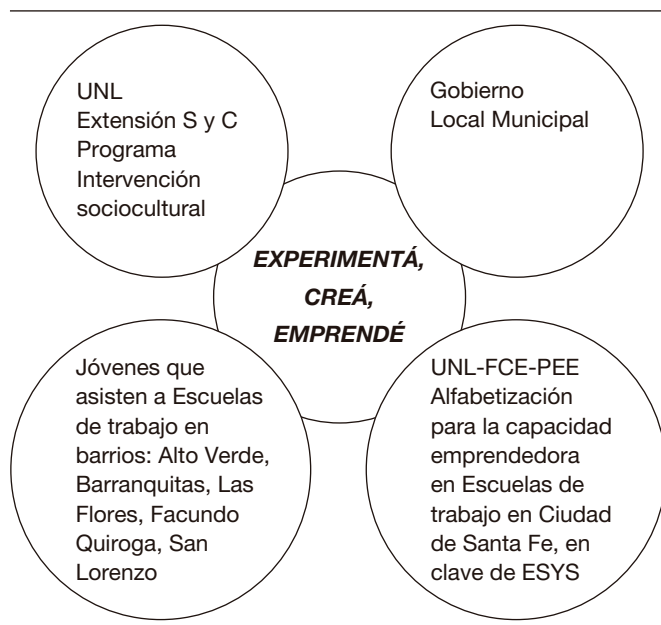 UNL
Extensión S y C
Programa
Intervención
sociocultural
Gobierno
Local Municipal
EXPERIMENTÁ,
CREÁ,
EMPRENDÉ
Jóvenes que
asisten a Escuelas
de trabajo en
barrios: Alto Verde,
Barranquitas, Las
Flores, Facundo
Quiroga, San
Lorenzo
UNL-FCE-PEE
Alfabetización
para la capacidad
emprendedora
en Escuelas de
trabajo en Ciudad
de Santa Fe, en
clave de ESYS